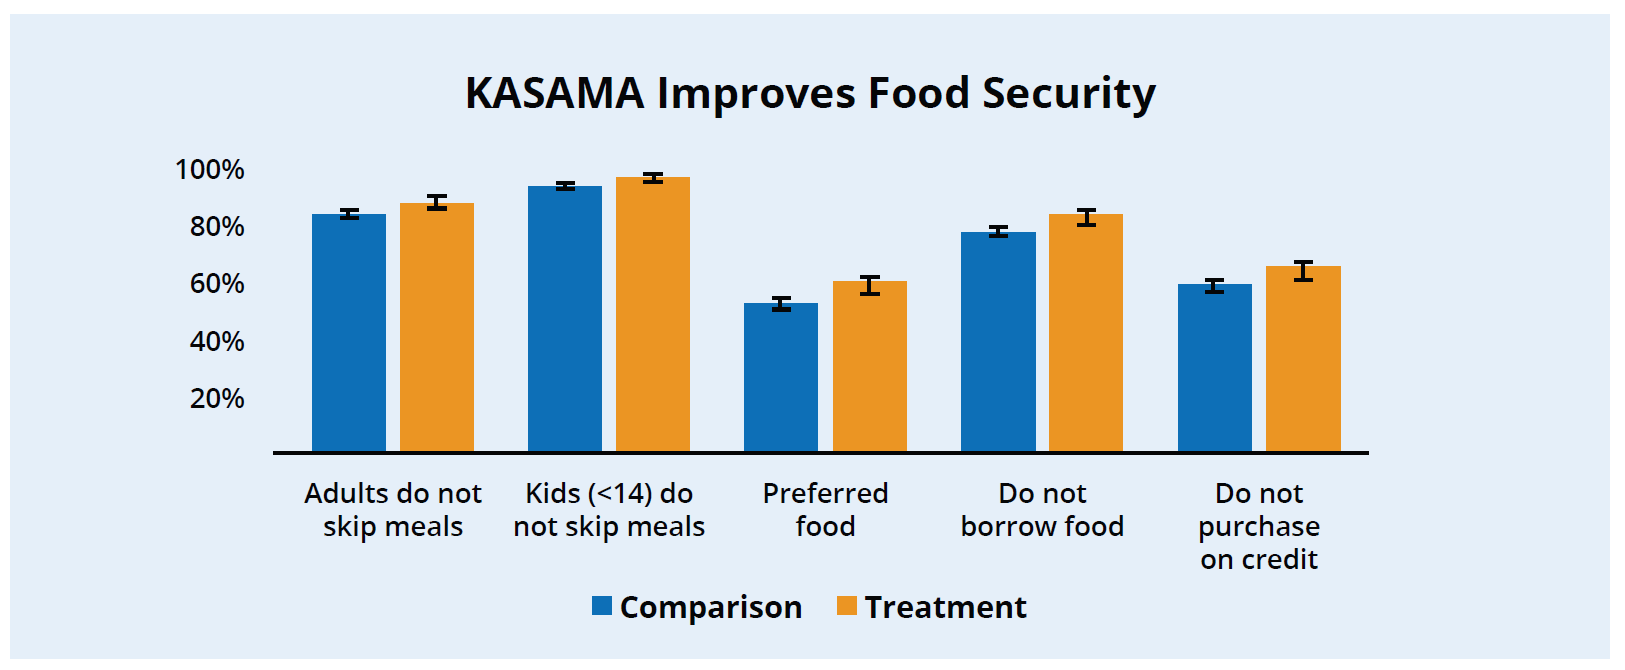 KASAMA Improves Food Security
100%
80%
60%
40%
20%
Adults do not
skip meals
Kids (<14) do
not skip meals
Preferred
food
Do not
borrow food
Do not
purchase
on credit
Comparison
Treatment